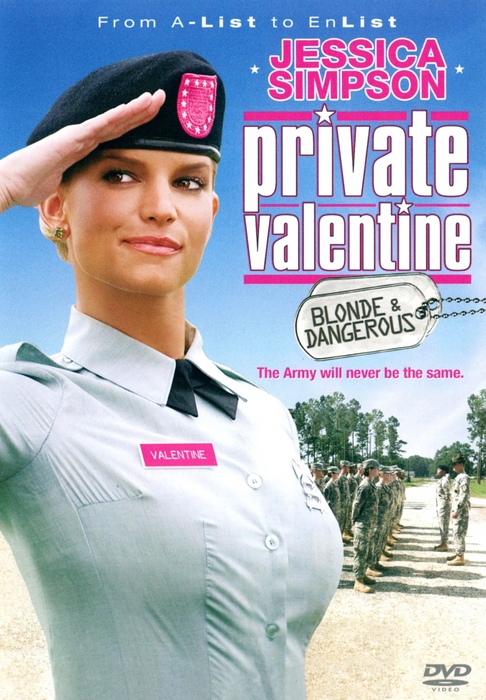 From A-List to EnList
JESSICA
SIMPSON
private
valentine
BLONDE &
DANGEROUS
The Army will never be the same.
VALENTINE
DVD
VIDEO